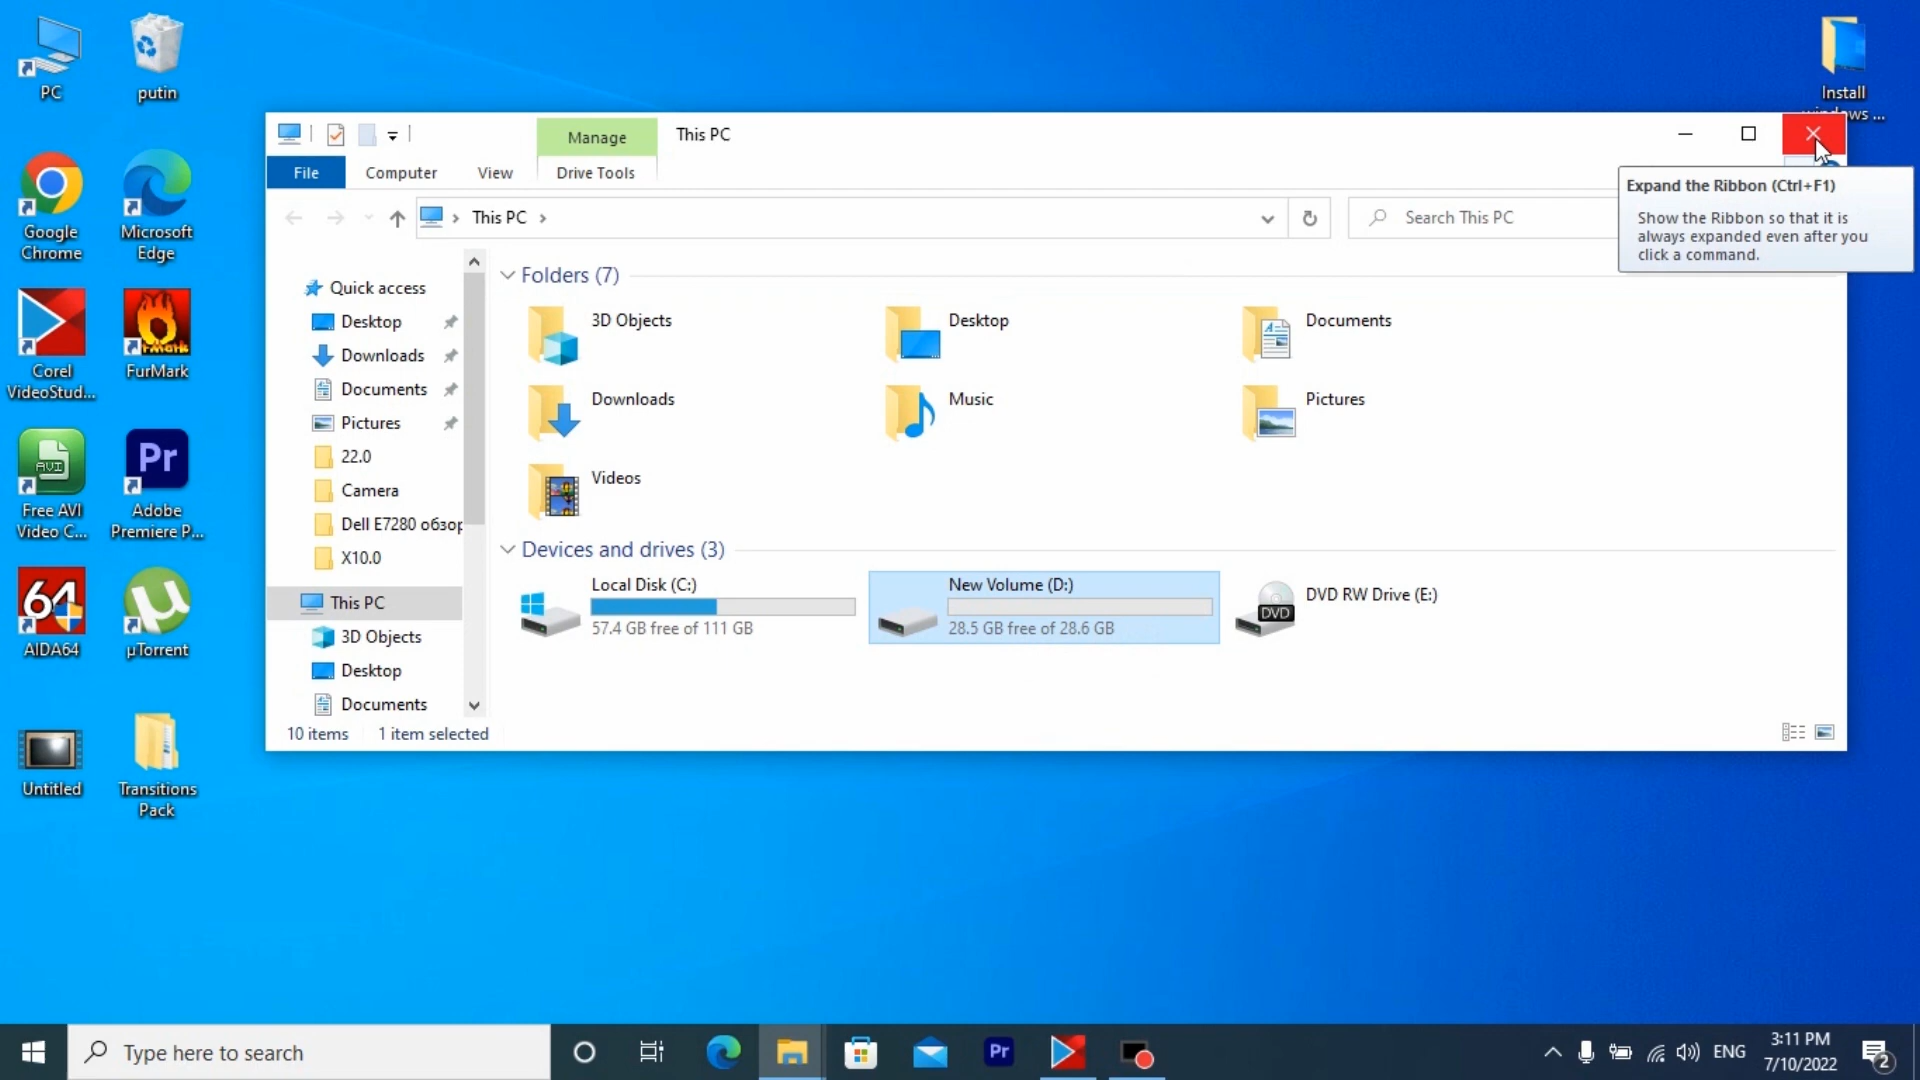 PC
putin
Install
windows ...
Google
Chrome
Microsoft
Edge
Corel
VideoStud...
FurMark
Free AVI
Video C...
AVI
Pr
Adobe
Premiere P...
64
AIDA64
µTorrent
Untitled
Transitions
Pack
Manage
This PC
File
Computer
View
Drive Tools
This PC
Search This PC
Expand the Ribbon (Ctrl+F1)
Show the Ribbon so that it is
always expanded even after you
click a command.
Quick access
Desktop
Downloads
Documents
Pictures
22.0
Camera
Dell E7280 обзор
X10.0
This PC
3D Objects
Desktop
Documents
Folders (7)
3D Objects
Desktop
Documents
Downloads
Music
Pictures
Videos
Devices and drives (3)
Local Disk (C:)
57.4 GB free of 111 GB
New Volume (D:)
28.5 GB free of 28.6 GB
DVD
DVD RW Drive (E:)
10 items
1 item selected
Type here to search
Pr
ENG
3:11 PM
7/10/2022
2